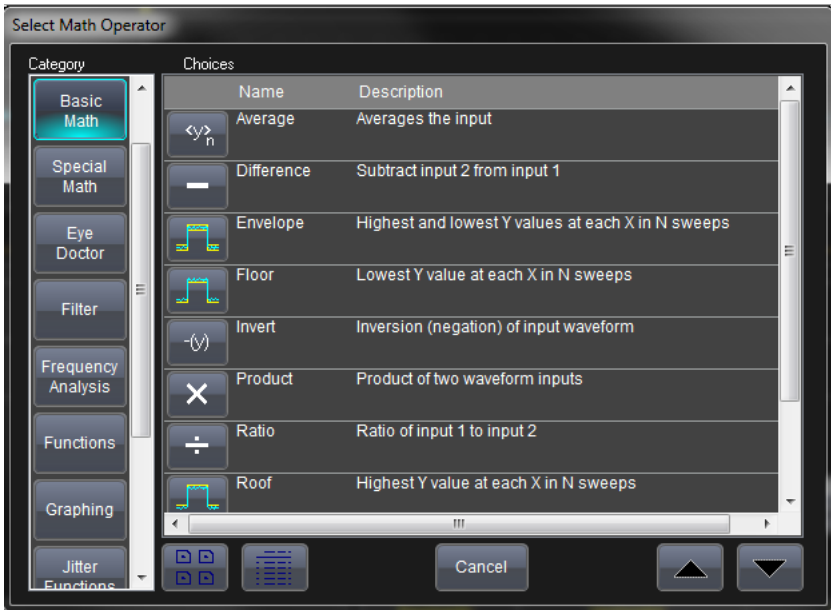 Select Math Operator
Category
Choices
Basic
Math
Special
Math
Eye
Doctor
Filter
Frequency
Analysis
Functions
Graphing
Jitter
Functions
Name Description
<y>n Average Averages the input
Difference Subtract input 2 from input 1
Envelope Highest and lowest Y values at each X in N sweeps
Floor Lowest Y value at each X in N sweeps
-(y) Invert Inversion (negation) of input waveform
Product Product of two waveform inputs
Ratio Ratio of input 1 to input 2
Roof Highest Y value at each X in N sweeps
Cancel